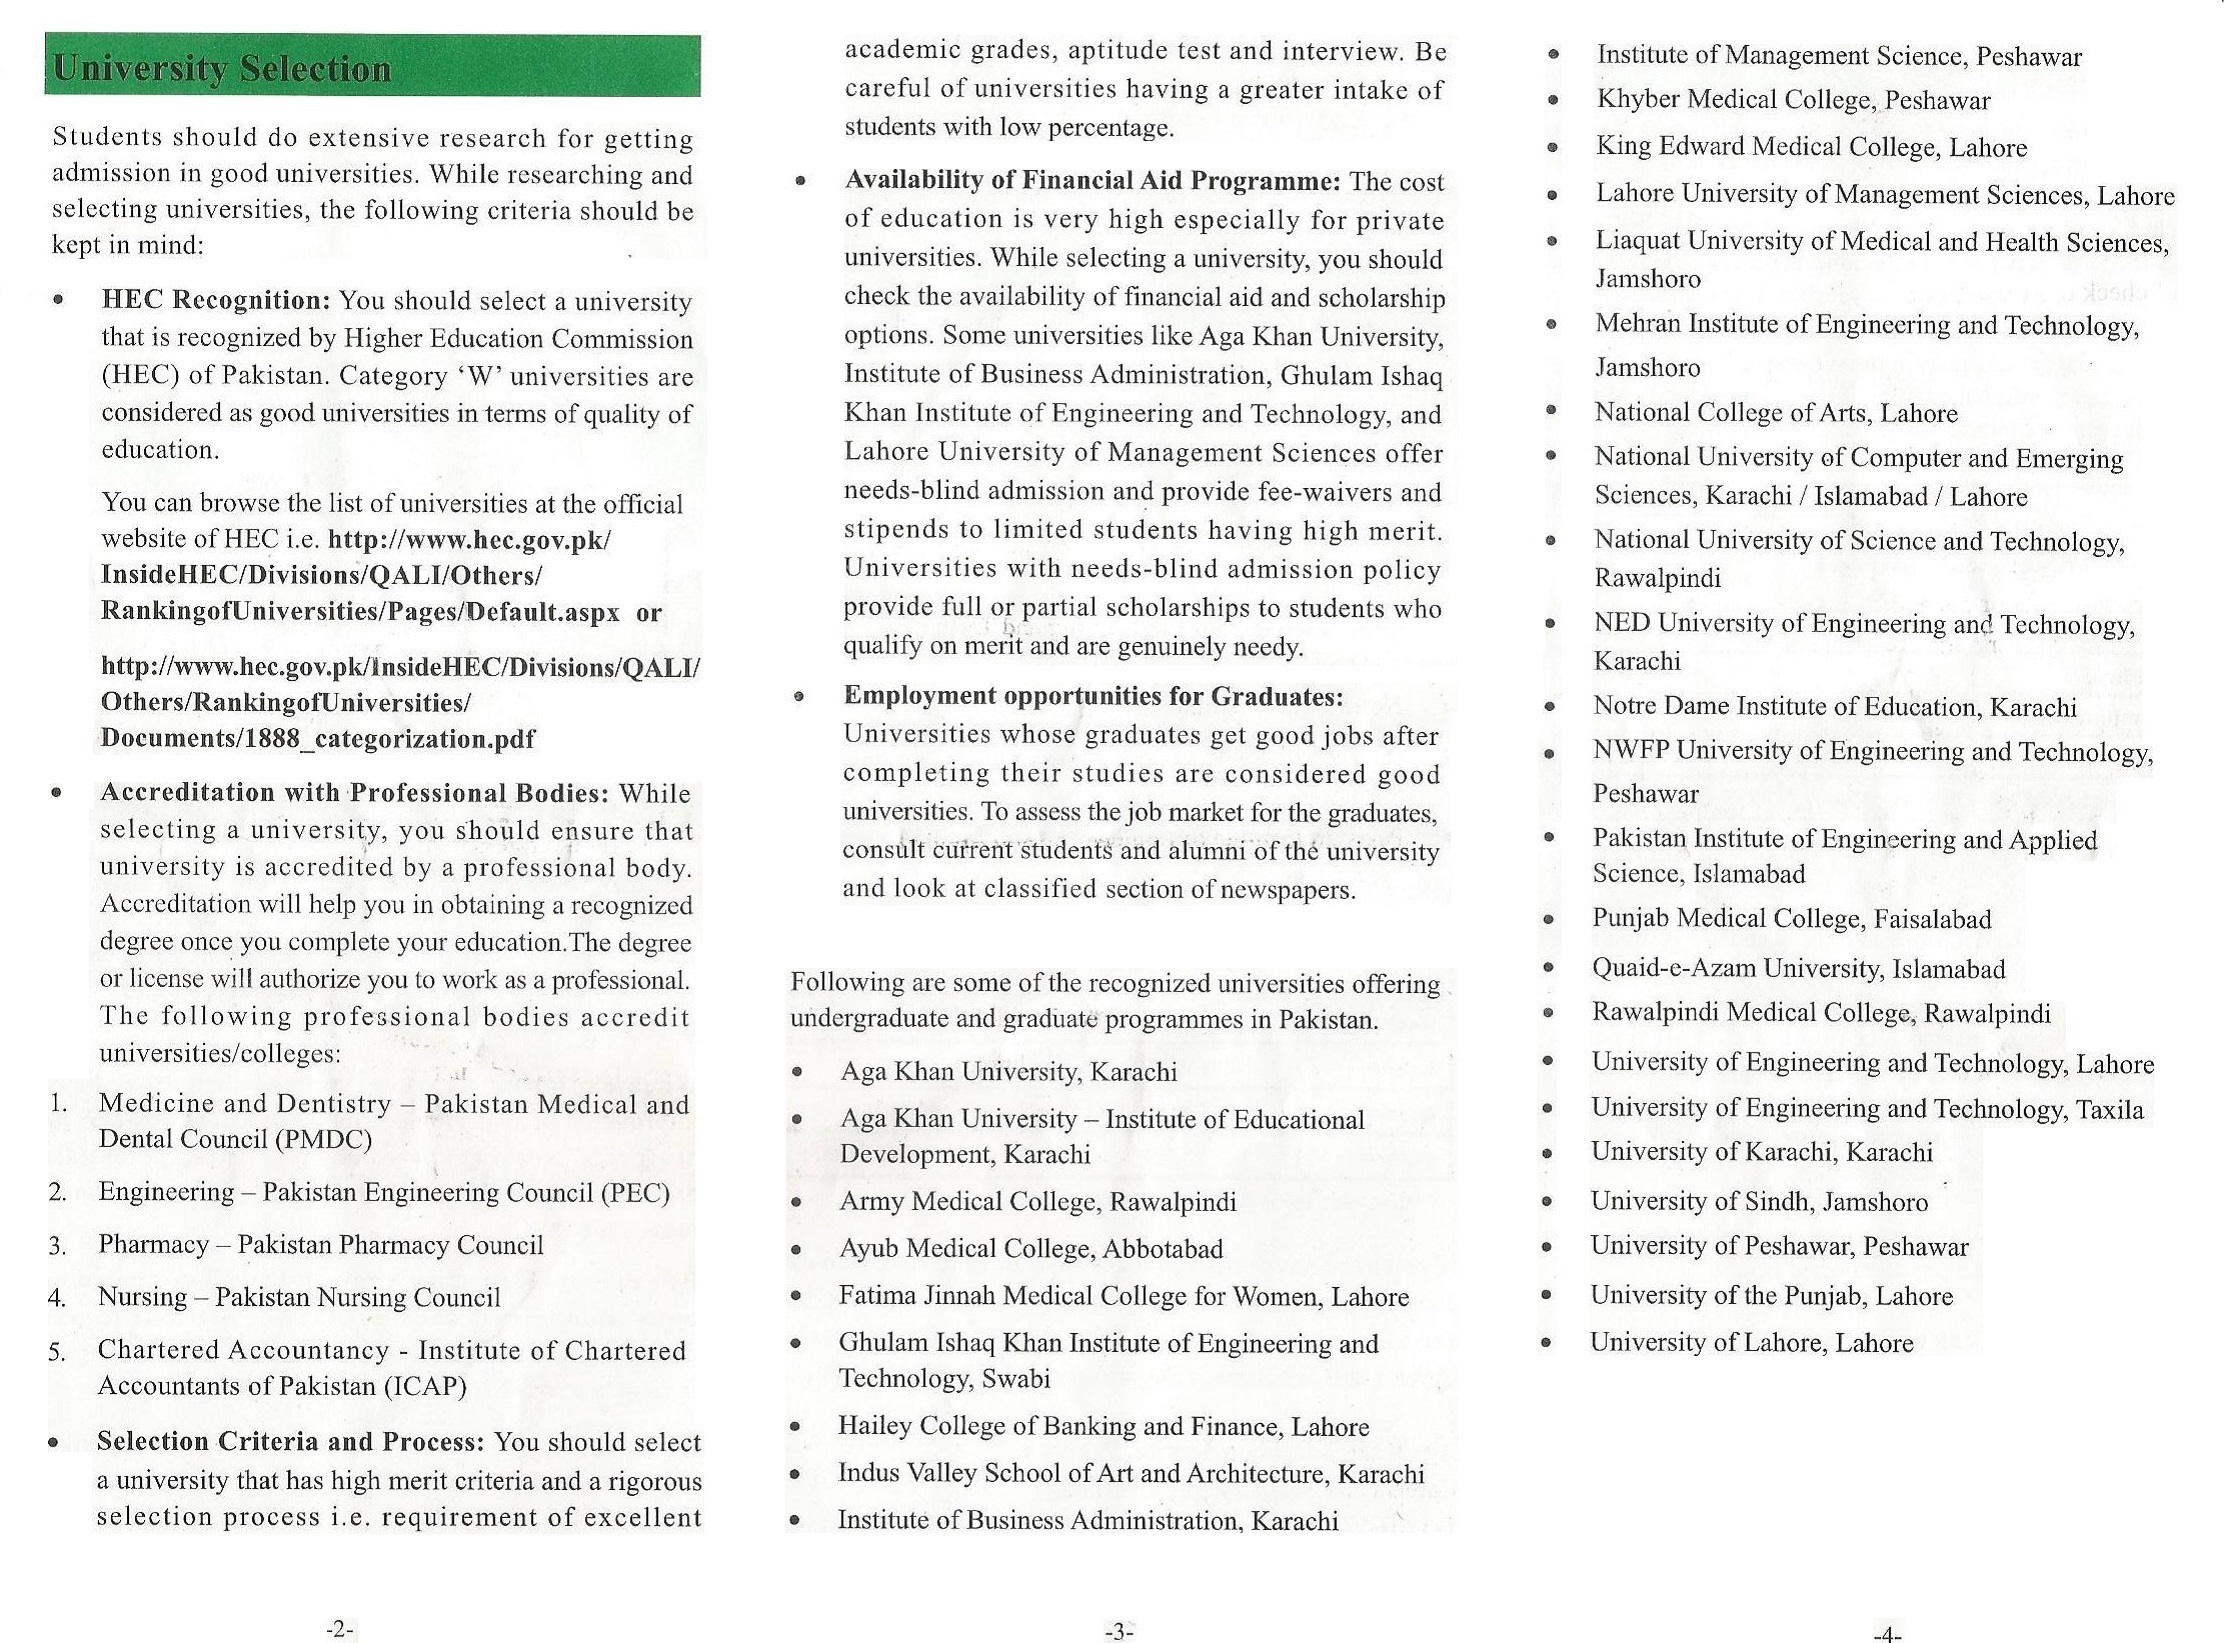 University Selection
Students should do extensive research for getting
admission in good universities. While researching and
selecting universities, the following criteria should be
kept in mind:
• HEC Recognition: You should select a university
that is recognized by Higher Education Commission
(HEC) of Pakistan. Category ‘W’ universities are
considered as good universities in terms of quality of
education.
You can browse the list of universities at the official
website of HEC i.e. http://www.hec.gov.pk/
InsideHEC/Divisions/QALI/Others/
RankingofUniversities/Pages/Default.aspx or
http://www.hec.gov.pk/InsideHEC/Divisions/QALI/
Others/RankingofUniversities/
Documents/1888_categorization.pdf
• Accreditation with Professional Bodies: While
selecting a university, you should ensure that
university is accredited by a professional body.
Accreditation will help you in obtaining a recognized
degree once you complete your education.The degree
or license will authorize you to work as a professional.
The following professional bodies accredit
universities/colleges:
1. Medicine and Dentistry – Pakistan Medical and
Dental Council (PMDC)
2. Engineering – Pakistan Engineering Council (PEC)
3. Pharmacy – Pakistan Pharmacy Council
4. Nursing – Pakistan Nursing Council
5. Chartered Accountancy - Institute of Chartered
Accountants of Pakistan (ICAP)
• Selection Criteria and Process: You should select
a university that has high merit criteria and a rigorous
selection process i.e. requirement of excellent
-2-
academic grades, aptitude test and interview. Be
careful of universities having a greater intake of
students with low percentage.
• Availability of Financial Aid Programme: The cost
of education is very high especially for private
universities. While selecting a university, you should
check the availability of financial aid and scholarship
options. Some universities like Aga Khan University,
Institute of Business Administration, Ghulam Ishaq
Khan Institute of Engineering and Technology, and
Lahore University of Management Sciences offer
needs-blind admission and provide fee-waivers and
stipends to limited students having high merit.
Universities with needs-blind admission policy
provide full or partial scholarships to students who
qualify on merit and are genuinely needy.
• Employment opportunities for Graduates:
Universities whose graduates get good jobs after
completing their studies are considered good
universities. To assess the job market for the graduates,
consult current students and alumni of the university
and look at classified section of newspapers.
Following are some of the recognized universities offering
undergraduate and graduate programmes in Pakistan.
• Aga Khan University, Karachi
• Aga Khan University – Institute of Educational
Development, Karachi
• Army Medical College, Rawalpindi
• Ayub Medical College, Abbotabad
• Fatima Jinnah Medical College for Women, Lahore
• Ghulam Ishaq Khan Institute of Engineering and
Technology, Swabi
• Hailey College of Banking and Finance, Lahore
• Indus Valley School of Art and Architecture, Karachi
• Institute of Business Administration, Karachi
-3-
• Institute of Management Science, Peshawar
• Khyber Medical College, Peshawar
• King Edward Medical College, Lahore
• Lahore University of Management Sciences, Lahore
• Liaquat University of Medical and Health Sciences,
Jamshoro
• Mehran Institute of Engineering and Technology,
Jamshoro
• National College of Arts, Lahore
• National University of Computer and Emerging
Sciences, Karachi / Islamabad / Lahore
• National University of Science and Technology,
Rawalpindi
• NED University of Engineering and Technology,
Karachi
• Notre Dame Institute of Education, Karachi
• NWFP University of Engineering and Technology,
Peshawar
• Pakistan Institute of Engineering and Applied
Science, Islamabad
• Punjab Medical College, Faisalabad
• Quaid-e-Azam University, Islamabad
• Rawalpindi Medical College, Rawalpindi
• University of Engineering and Technology, Lahore
• University of Engineering and Technology, Taxila
• University of Karachi, Karachi
• University of Sindh, Jamshoro
• University of Peshawar, Peshawar
• University of the Punjab, Lahore
• University of Lahore, Lahore
-4-